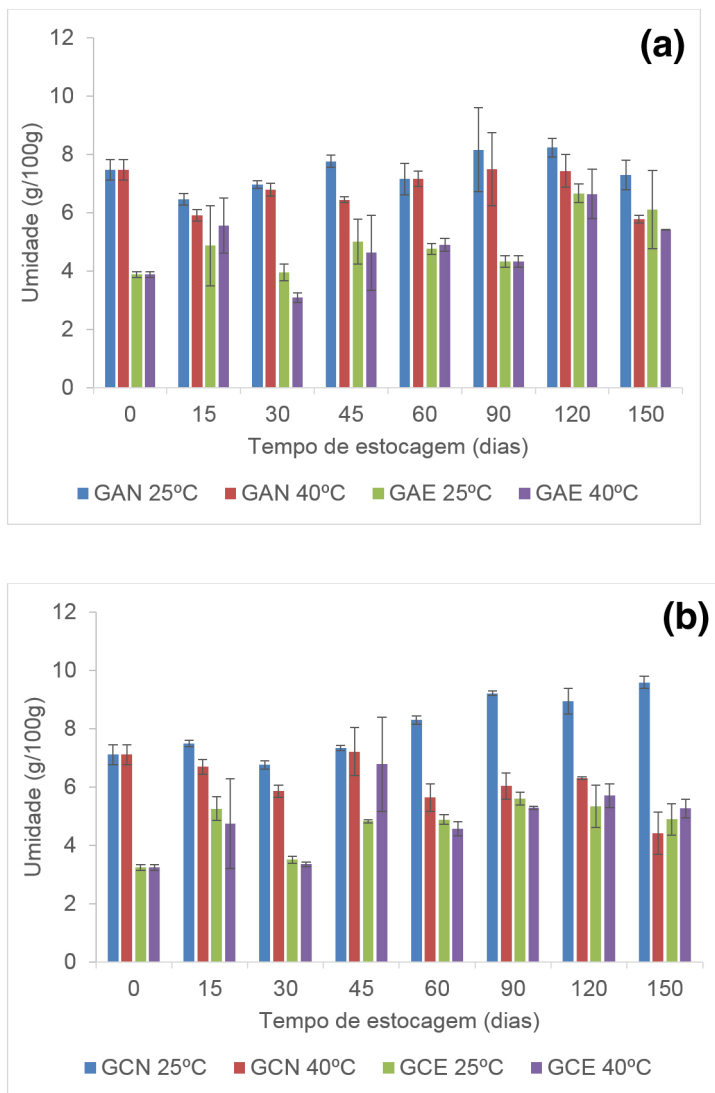 (a)
12
10
8
6
4
2
0
Umidade (g/100g)
0 15 30 45 60 90 120 150
Tempo de estocagem (dias)
GAN 25ºC GAN 40ºC GAE 25ºC GAE 40ºC
(b)
12
10
8
6
4
2
0
Umidade (g/100g)
0 15 30 45 60 90 120 150
Tempo de estocagem (dias)
GCN 25ºC GCN 40ºC GCE 25ºC GCE 40ºC